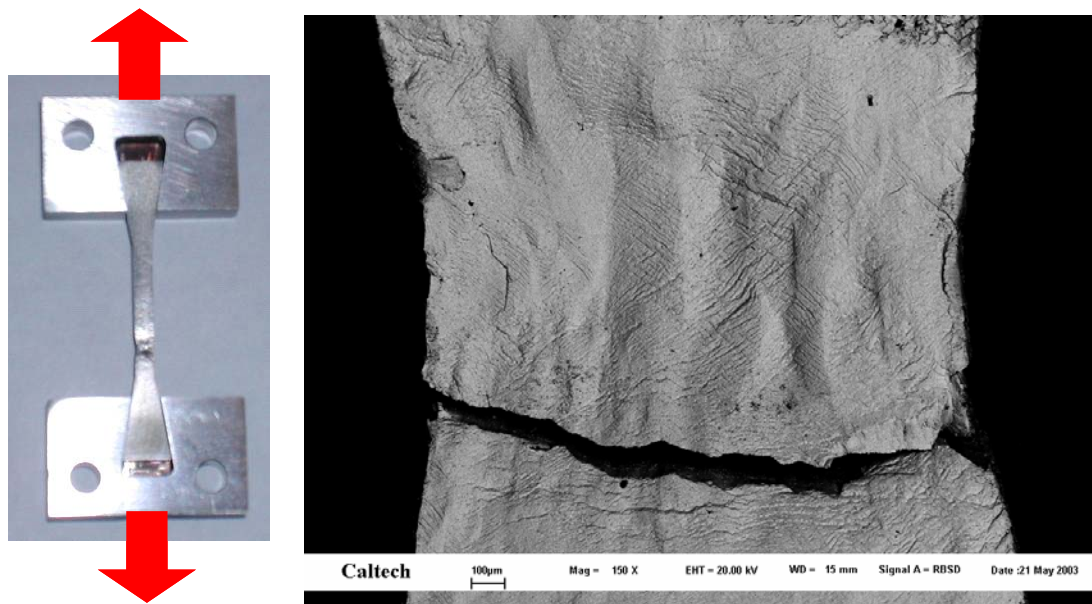 Caltech 100µm Mag = 150 X EHT = 20.00 kV WD = 15 mm Signal A = RBSD Date :21 May 2003